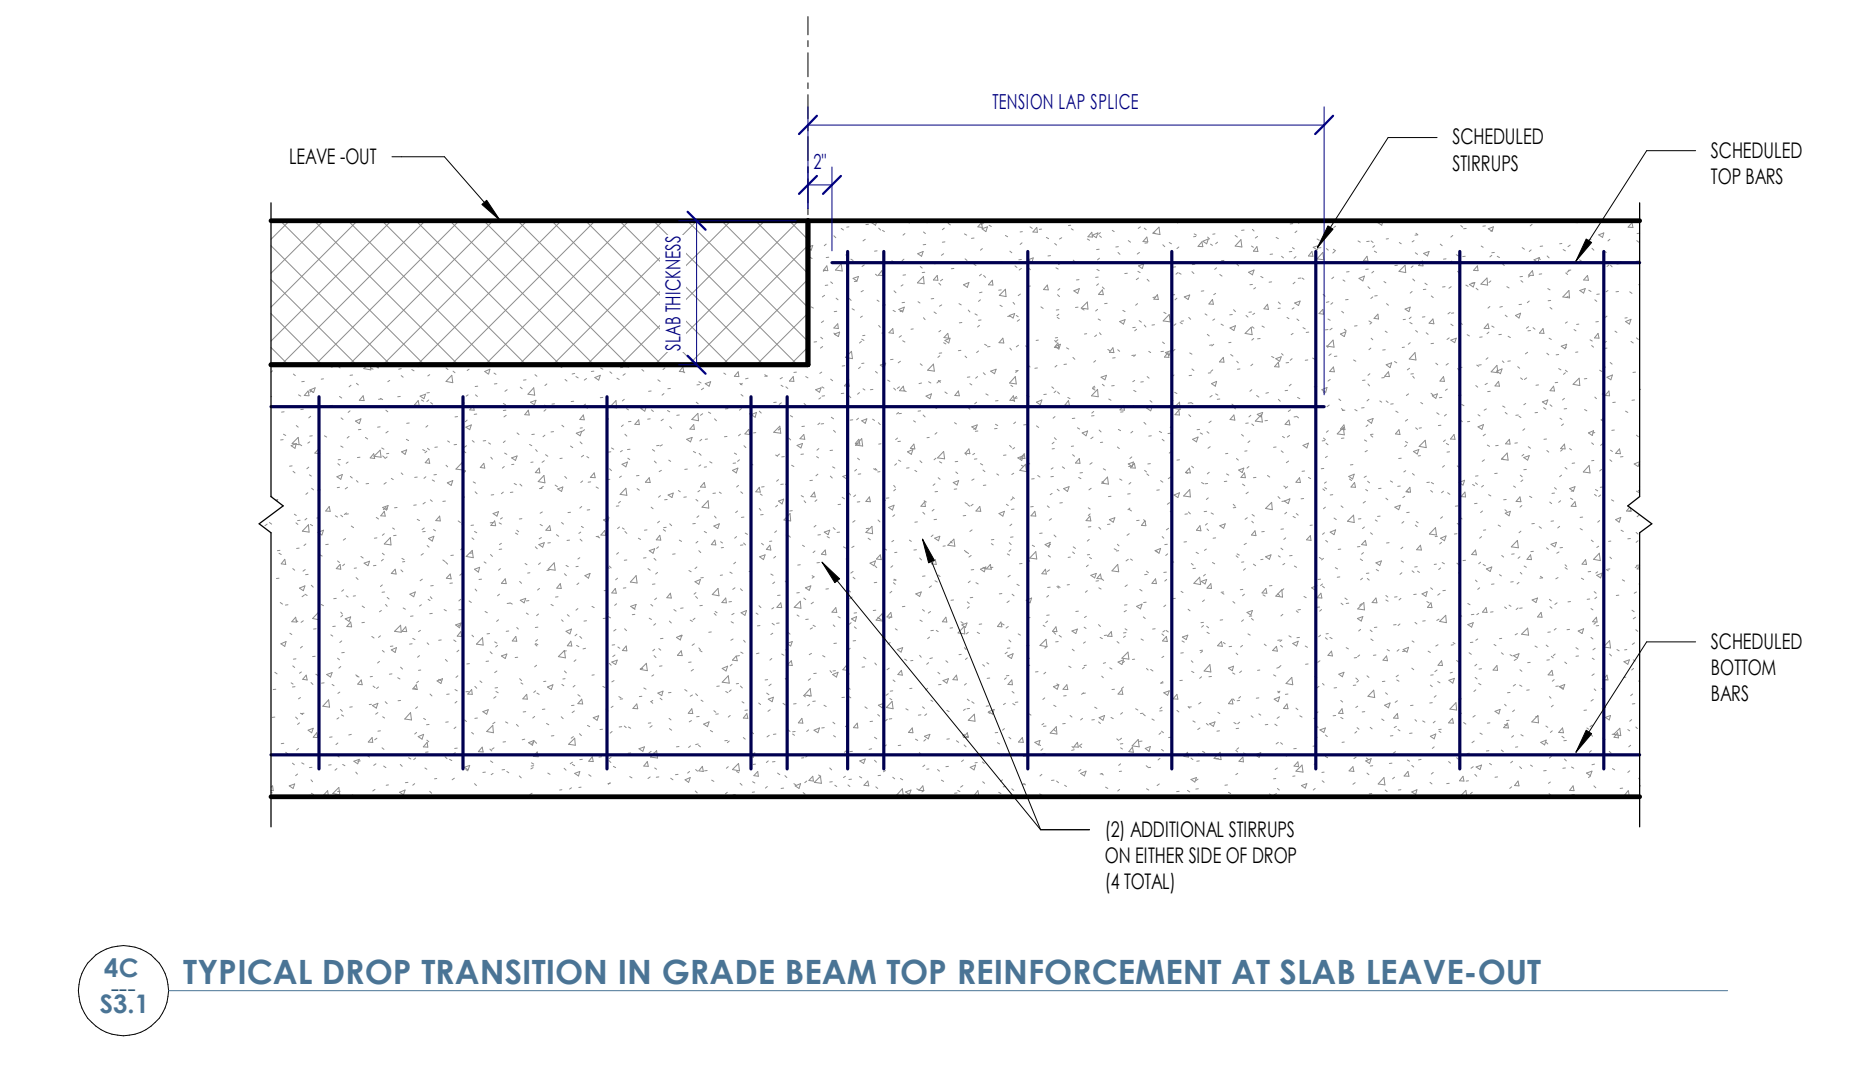 TENSION LAP SPLICE
SCHEDULED
STIRRUPS
SCHEDULED
TOP BARS
LEAVE -OUT
2"
SLAB THICKNESS
SCHEDULED
BOTTOM
BARS
(2) ADDITIONAL STIRRUPS
ON EITHER SIDE OF DROP
(4 TOTAL)
4C
---
S3.1
TYPICAL DROP TRANSITION IN GRADE BEAM TOP REINFORCEMENT AT SLAB LEAVE-OUT